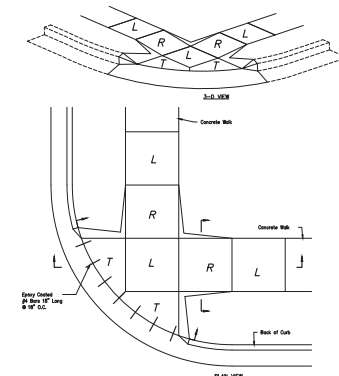 L
L
R
R
L
T
T
3-D VIEW
Concrete Walk
L
R
Concrete Walk
T
L
R
L
Epoxy Coated
#4 Bars 18" Long
@ 18" O.C.
T
Back of Curb
PLAN VIEW